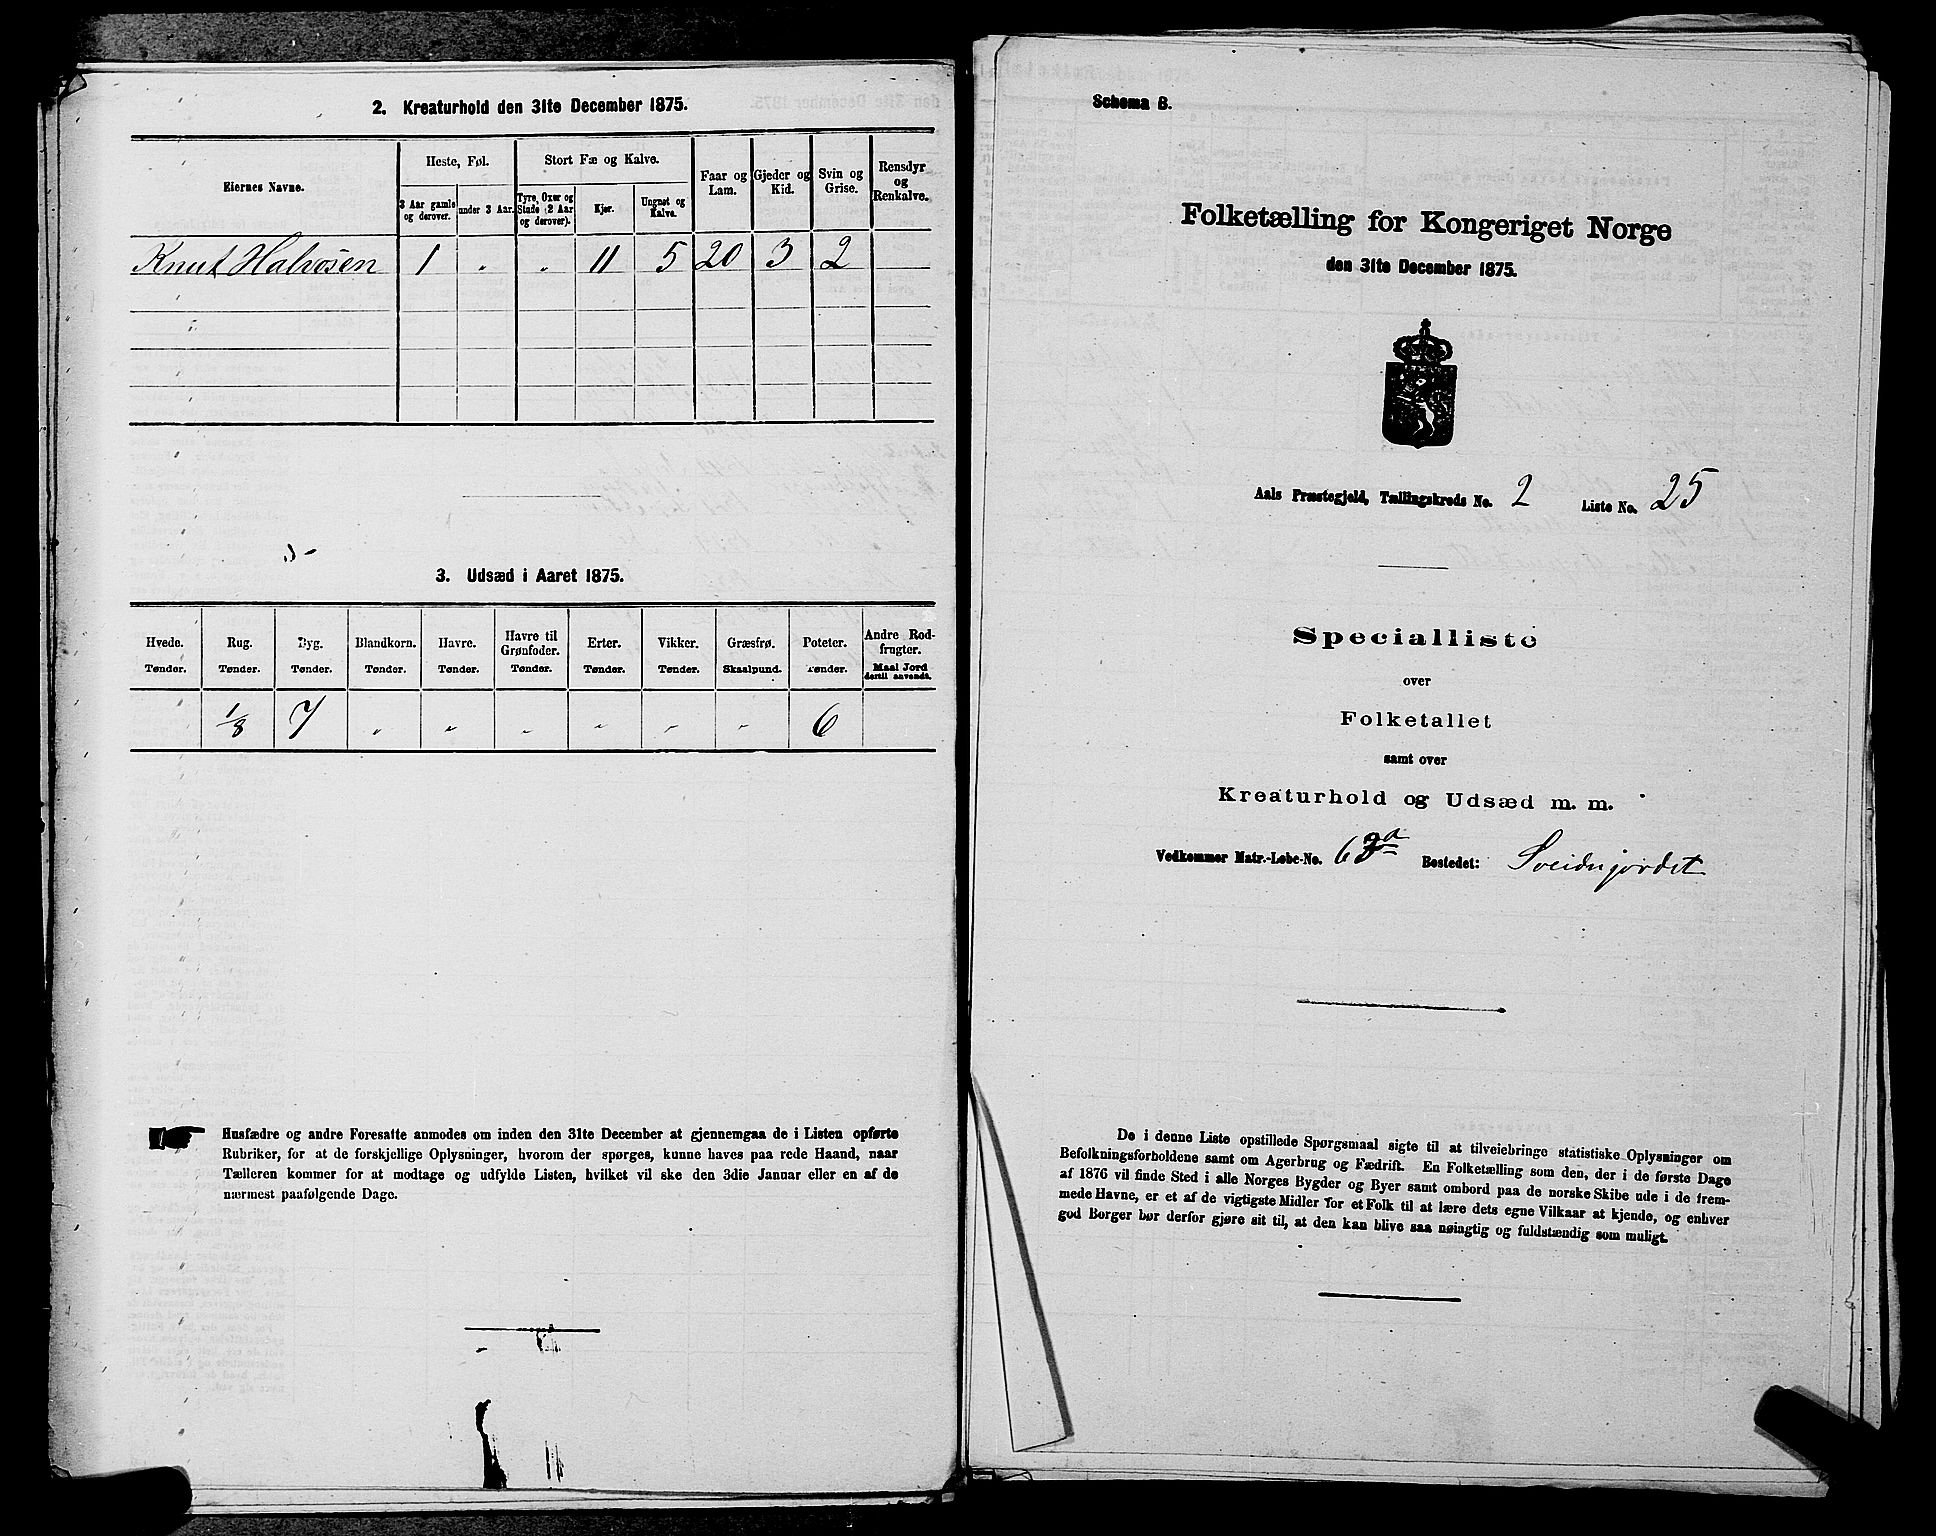 2. Kreaturhold den 31te December 1875.
Eiernes Navne.
Heste, Føl.
3 Aar gamle og derover.
under 3 Aar.
Stort Fæ og Kalve.
Tyre, Oxer og Stude (2 Aar og derover).
Kjør.
Ungnøt og Kalve.
Faar og Lam.
Gjeder og Kid.
Svin og Grise.
Rensdyr og Renkalve.
Knut Halvosen 1 " " 11 5 20 3 2
3. Udsæd i Aaret 1875.
Hvede. Rug. Byg. Blandkorn. Havre. Havre til Grønfoder. Erter. Vikker. Græsfrø. Poteter. Andre Rodfrugter.
Tønder. Tønder. Tønder. Tønder. Tønder. Tønder. Tønder. Tønder. Skaalpund. Tønder. Maal Jord dertil anvendt.
1/8 7 " " " " " " 6
Husfædre og andre Foresatte anmodes om inden den 31te December at gjennemgaa de i Listen opførte
Rubriker, for at de forskjellige Oplysninger, hvorom der spørges, kunne haves paa rede Haand, naar
Tælleren kommer for at modtage og udfylde Listen, hvilket vil ske den 3die Januar eller en af de
nærmest paafølgende Dage.
Schema B.
Folketælling for Kongeriget Norge
den 31te December 1875.
Aals Præstegjeld, Tællingskreds No. 2 Liste No. 25
Specialliste
over
Folketallet
samt over
Kreaturhold og Udsæd m. m.
Vedkommer Matr.-Løbe-No. 63a Bostedet: Sveidnjordet
De i denne Liste opstillede Spørgsmaal sigte til at tilveiebringe statistiske Oplysninger om
Befolkningsforholdene samt om Agerbrug og Fædrift. En Folketælling som den, der i de første Dage
af 1876 vil finde Sted i alle Norges Bygder og Byer samt ombord paa de norske Skibe ude i de frem-
mede Havne, er et af de vigtigste Midler for et Folk til at lære dets egne Vilkaar at kjende, og enhver
god Borger bør derfor gjøre sit til, at den kan blive saa nøiagtig og fuldstændig som muligt.